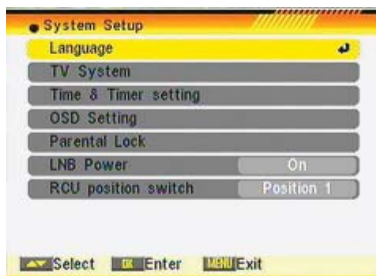 System Setup
Language
TV System
Time & Timer setting
OSD Setting
Parental Lock
LNB Power On
RCU position switch Position 1
Select OK Enter MENU Exit